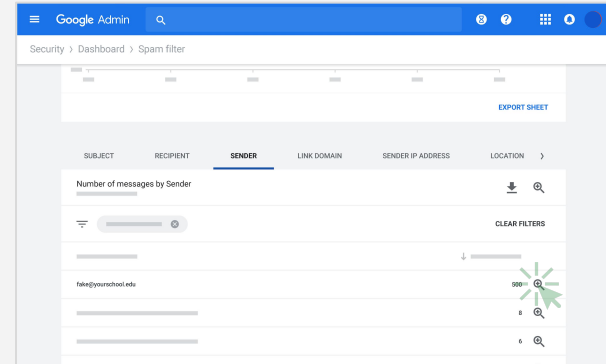 Google Admin
Security > Dashboard > Spam filter
EXPORT SHEET
SUBJECT RECIPIENT SENDER LINK DOMAIN SENDER IP ADDRESS LOCATION
Number of messages by Sender
CLEAR FILTERS
fake@yourschool.edu 500
8
6